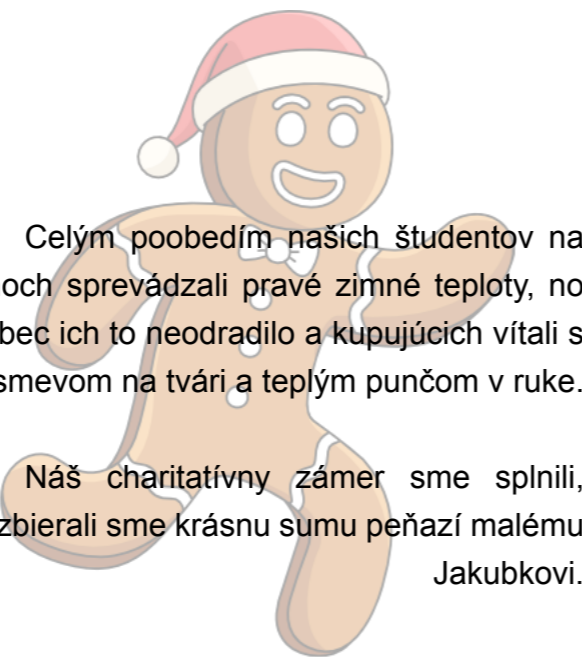 Celým poobedím našich študentov na
och sprevádzali pravé zimné teploty, no
bec ich to neodradilo a kupujúcich vítali s
smevom na tvári a teplým punčom v ruke.
Náš charitatívny zámer sme splnili,
zbierali sme krásnu sumu peňazí malému
Jakubkovi.